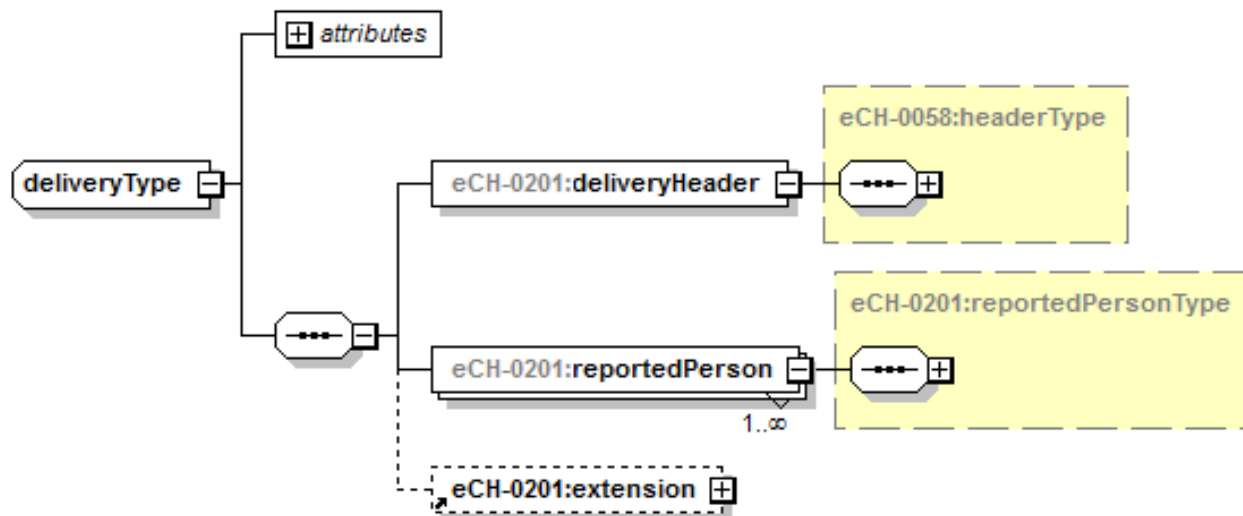 attributes
eCH-0058:headerType
deliveryType
eCH-0201:deliveryHeader
eCH-0201:reportedPersonType
eCH-0201:reportedPerson
1..∞
eCH-0201:extension